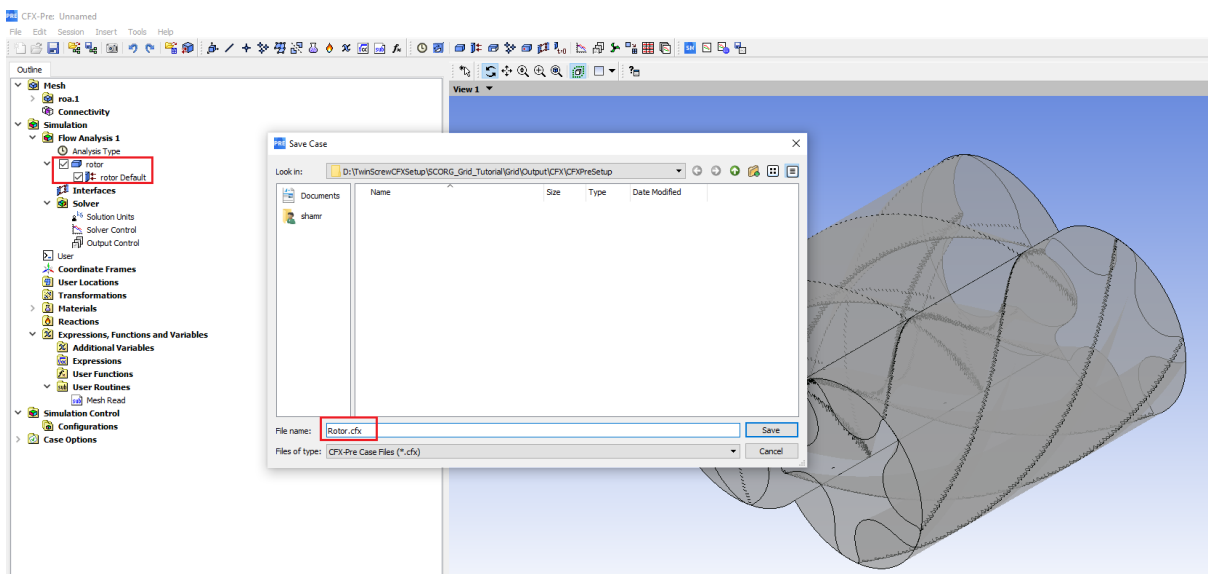 PRE CFX-Pre: Unnamed
File Edit Session Insert Tools Help
Outline
Mesh
roa.1
Connectivity
Simulation
Flow Analysis 1
Analysis Type
rotor
rotor Default
Interfaces
Solver
Solution Units
Solver Control
Output Control
User
Coordinate Frames
User Locations
Transformations
Materials
Reactions
Expressions, Functions and Variables
Additional Variables
Expressions
User Functions
User Routines
Mesh Read
Simulation Control
Configurations
Case Options
View 1
PRE Save Case
Look in: D:\TwinScrewCFXSetup\SCORG_Grid_Tutorial\Grid\Output\CFX\CFXPreSetup
Documents
shamr
Name Size Type Date Modified
File name: Rotor.cfx Save
Files of type: CFX-Pre Case Files (*.cfx) Cancel